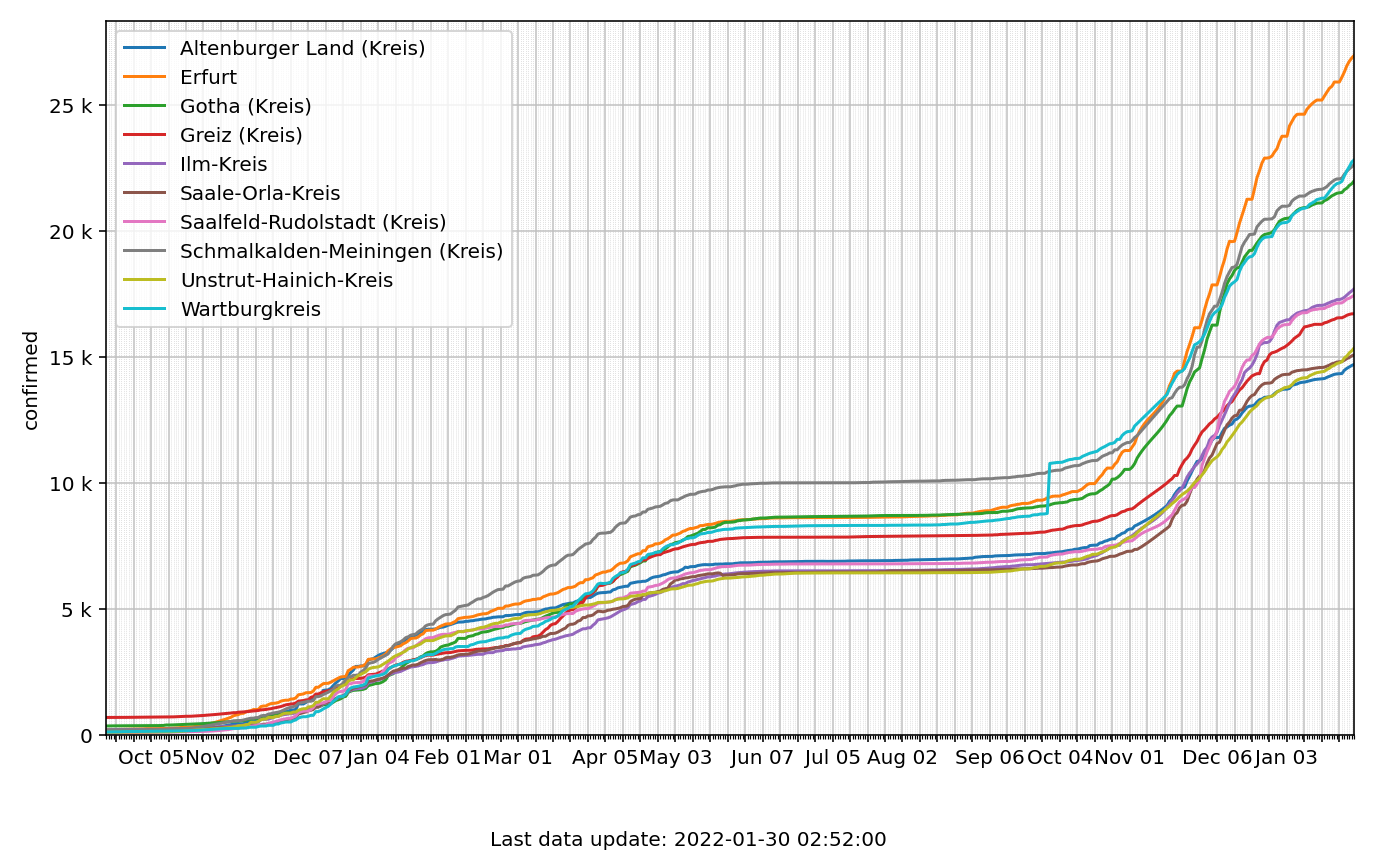 Altenburger Land (Kreis)
Erfurt
Gotha (Kreis)
Greiz (Kreis)
Ilm-Kreis
Saale-Orla-Kreis
Saalfeld-Rudolstadt (Kreis)
Schmalkalden-Meiningen (Kreis)
Unstrut-Hainich-Kreis
Wartburgkreis
25 k
20 k
15 k
10 k
5 k
0
confirmed
Oct 05 Nov 02 Dec 07 Jan 04 Feb 01 Mar 01 Apr 05 May 03 Jun 07 Jul 05 Aug 02 Sep 06 Oct 04 Nov 01 Dec 06 Jan 03
Last data update: 2022-01-30 02:52:00